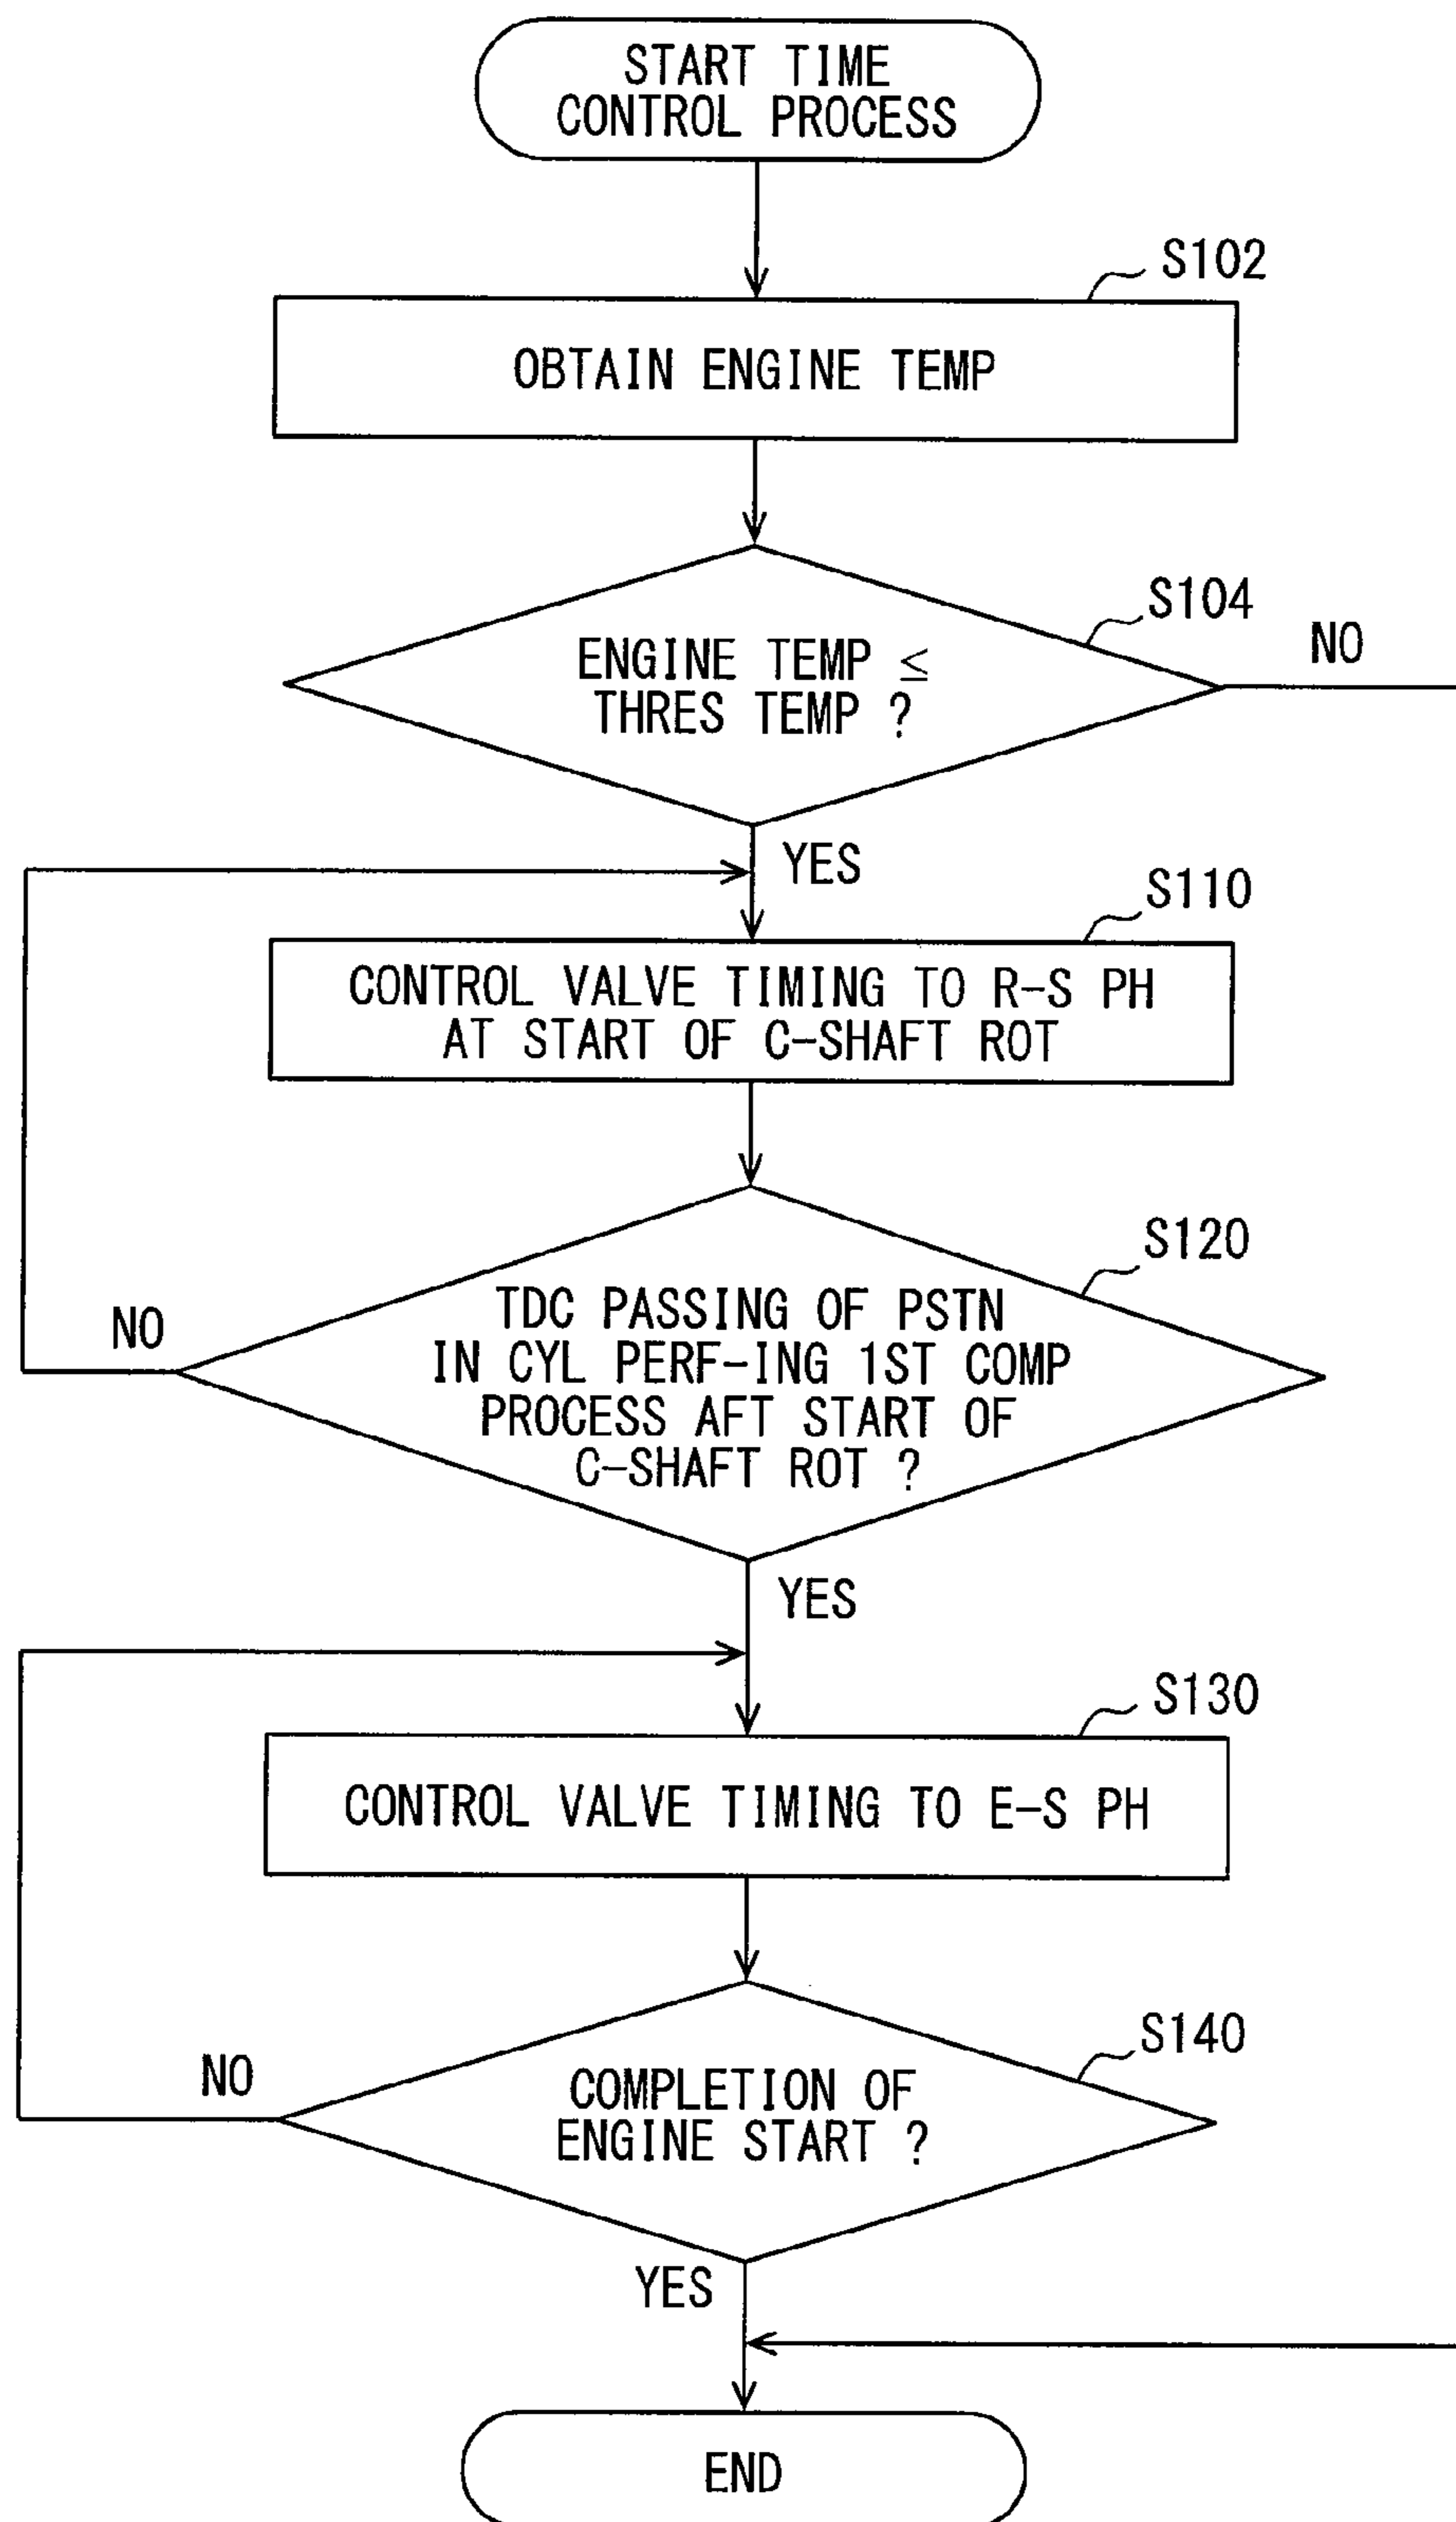 START TIME
CONTROL PROCESS
S102
OBTAIN ENGINE TEMP
S104
ENGINE TEMP ≤
THRES TEMP ?
NO
YES
S110
CONTROL VALVE TIMING TO R-S PH
AT START OF C-SHAFT ROT
S120
TDC PASSING OF PSTN
IN CYL PERF-ING 1ST COMP
PROCESS AFT START OF
C-SHAFT ROT ?
NO
YES
S130
CONTROL VALVE TIMING TO E-S PH
S140
COMPLETION OF
ENGINE START ?
NO
YES
END